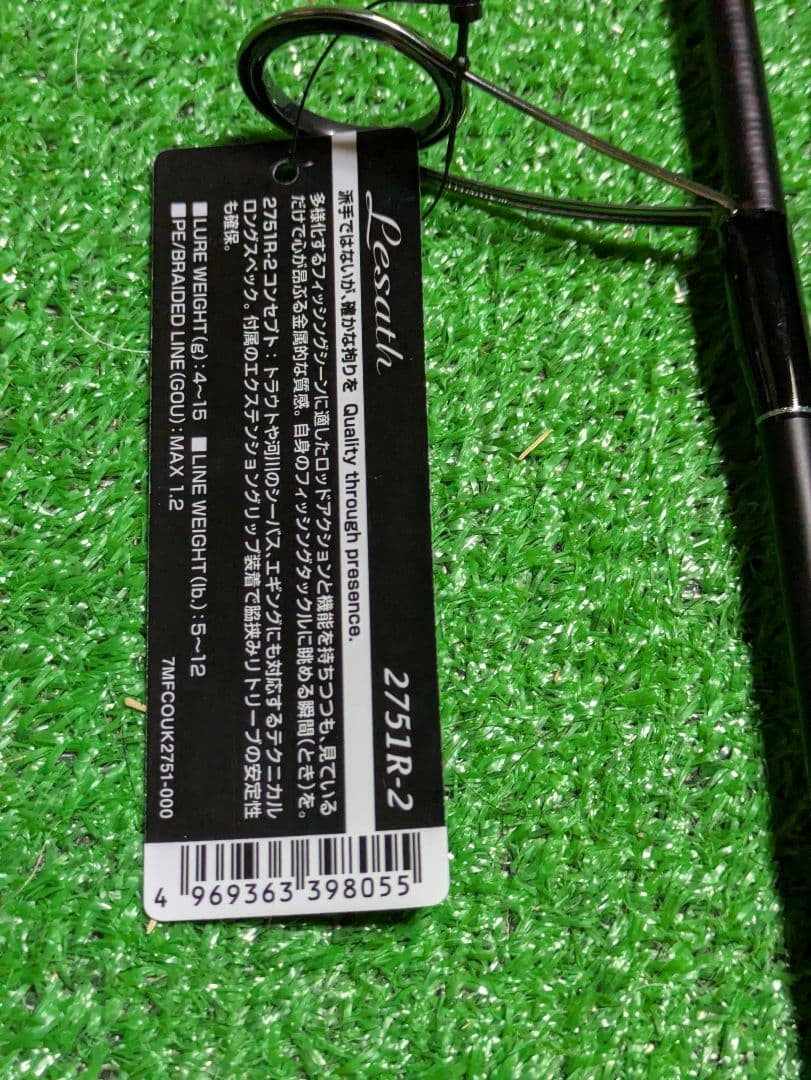 Lesath
2751R-2
派手ではないが、確かな拘りを Quality through presence.
多様化するフィッシングシーンに適したロッドアクションと機能を持ちつつも、見ている
だけで心が昂ぶる金属的な質感。自身のフィッシングタックルに眺める瞬間(とき)を。
2751R-2コンセプト：トラウトや河川のシーバス、エギングにも対応するテクニカル
ロングスペック。付属のエクステンショングリップ装着で脇挟みリトリーブの安定性
も確保。
■LURE WEIGHT(g)：4〜15 ■LINE WEIGHT(lb.)：5〜12
■PE/BRAIDED LINE(GOU)：MAX 1.2
7MFCOUK2751-000
4 969363 398055